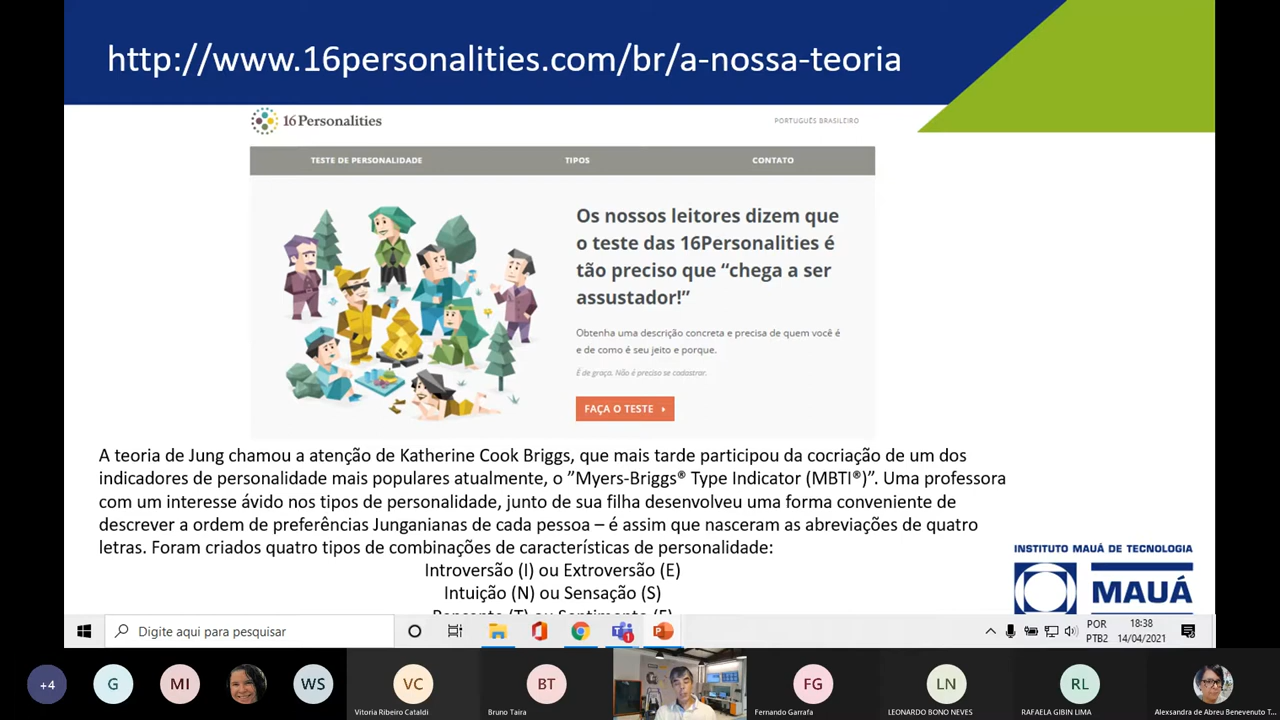 http://www.16personalities.com/br/a-nossa-teoria
16Personalities
PORTUGUÊS BRASILEIRO
TESTE DE PERSONALIDADE
TIPOS
CONTATO
Os nossos leitores dizem que
o teste das 16Personalities é
tão preciso que “chega a ser
assustador!”
Obtenha uma descrição concreta e precisa de quem você é
e de como é seu jeito e porque.
É de graça. Não é preciso se cadastrar.
FAÇA O TESTE
A teoria de Jung chamou a atenção de Katherine Cook Briggs, que mais tarde participou da cocriação de um dos
indicadores de personalidade mais populares atualmente, o ”Myers-Briggs® Type Indicator (MBTI®)”. Uma professora
com um interesse ávido nos tipos de personalidade, junto de sua filha desenvolveu uma forma conveniente de
descrever a ordem de preferências Junganianas de cada pessoa – é assim que nasceram as abreviações de quatro
letras. Foram criados quatro tipos de combinações de características de personalidade:
Introversão (I) ou Extroversão (E)
Intuição (N) ou Sensação (S)
INSTITUTO MAUÁ DE TECNOLOGIA
MAUÁ
Digite aqui para pesquisar
1
POR
PTB2
18:38
14/04/2021
+4
G
MI
WS
VC
Vitoria Ribeiro Cataldi
BT
Bruno Taira
FG
Fernando Garrafa
LN
LEONARDO BONO NEVES
RL
RAFAELA GIBIN LIMA
Alexsandra de Abreu Benevenuto T...